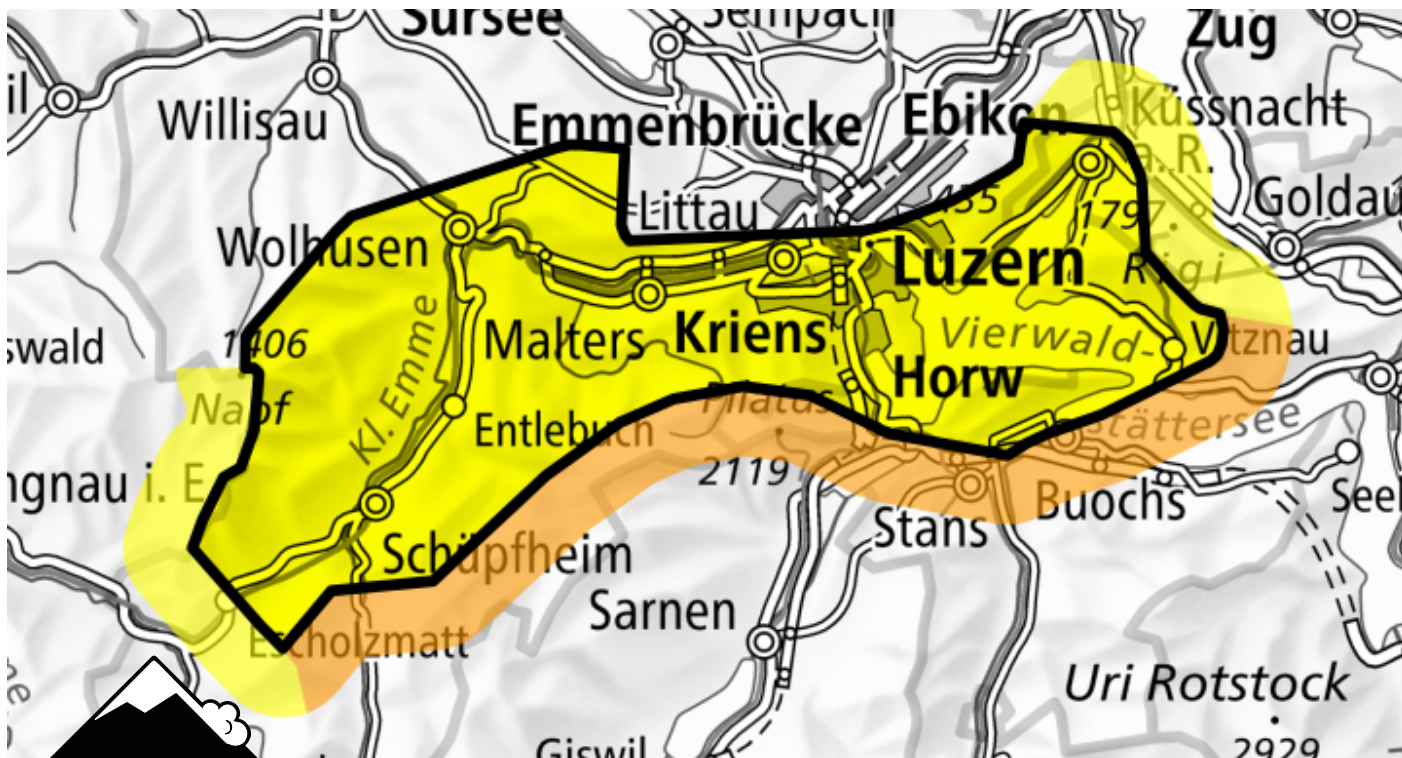 Sursee
Sempach
Zug
il
Willisau
Emmenbrücke
Ebikon
Küssnacht
a. R.
Littau
455
1797
Goldau
Wolhusen
Luzern
Rigi
1406
swald
Malters
Kriens
Vierwald-
Vitznau
Napf
Kl. Emme
Horw
Pilatus
Entlebuch
stättersee
2119
ngnau i. E.
Buochs
Seel
Stans
Schüpfheim
Sarnen
Escholzmatt
Uri Rotstock
2929
Giswil